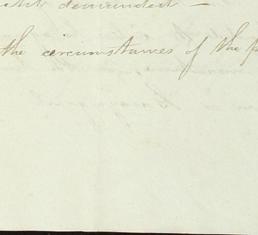 demanded —
the circumstances of the p